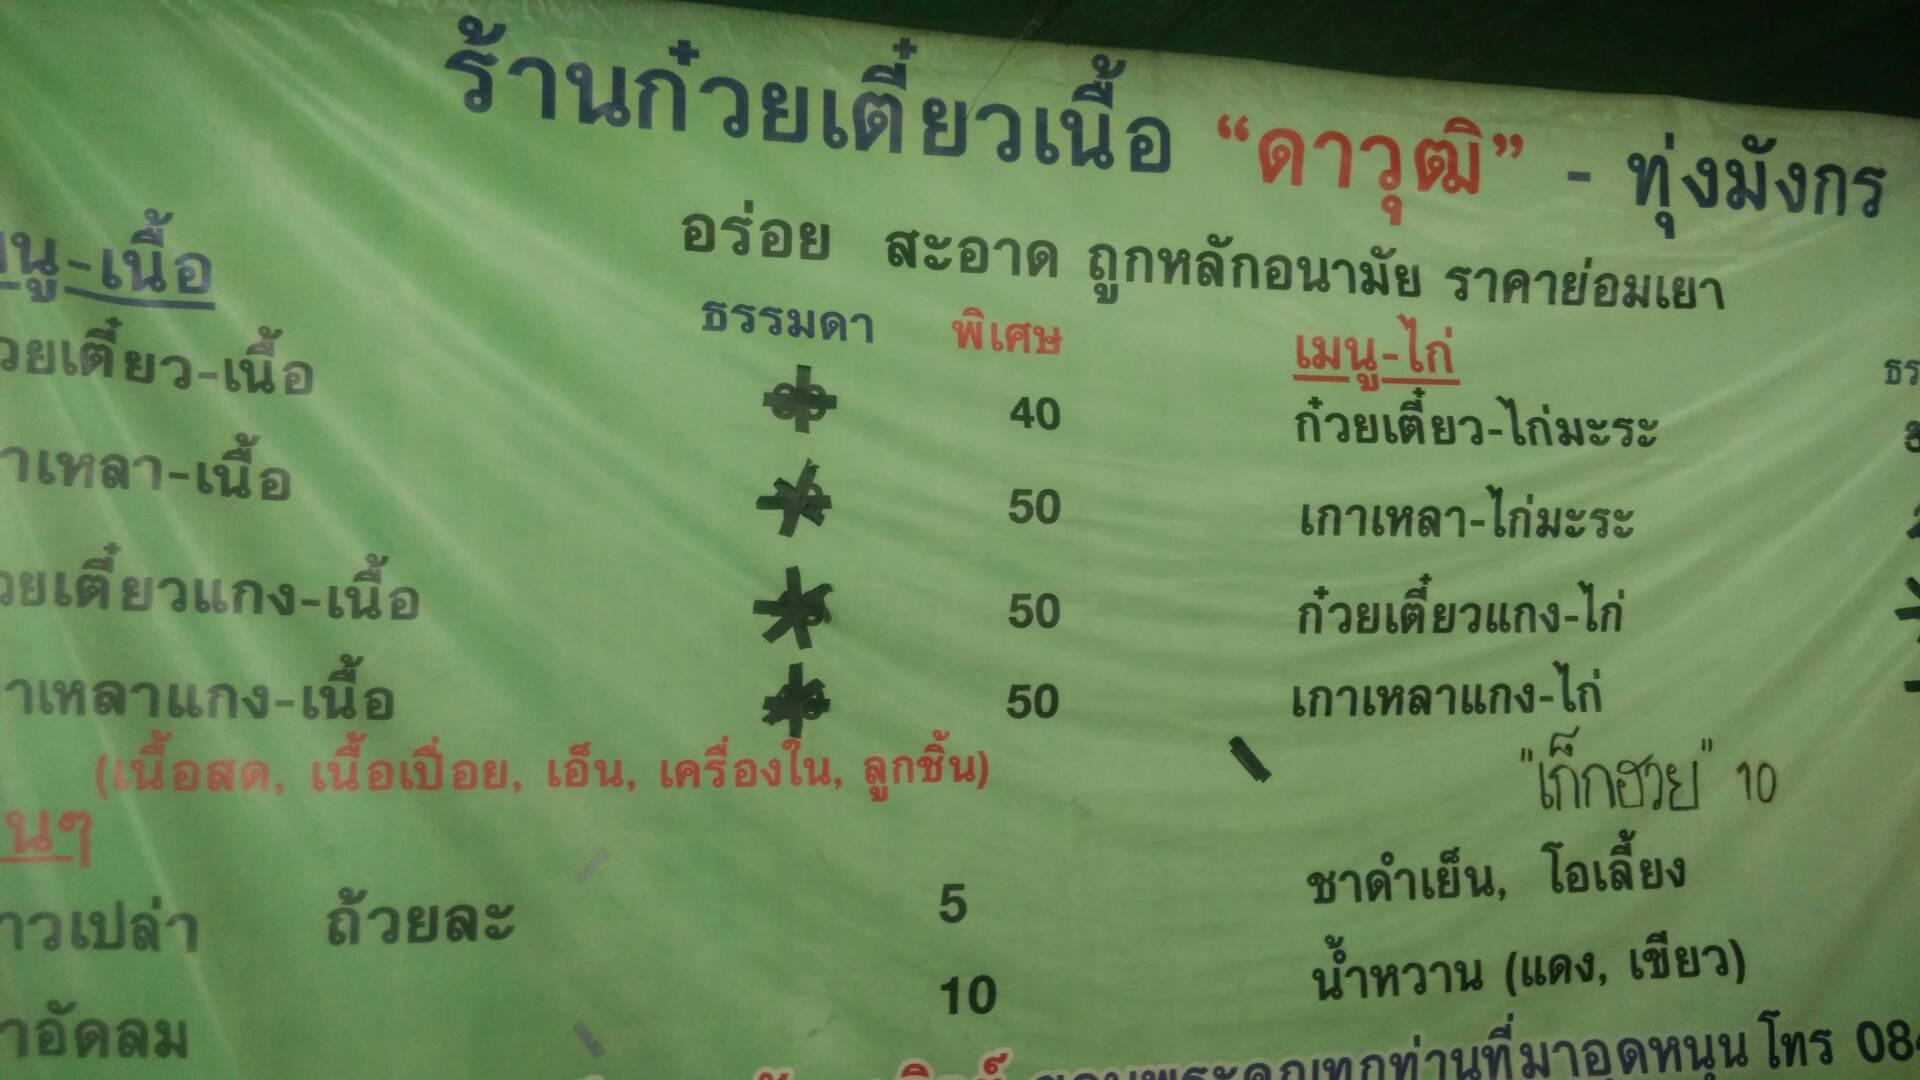 ร้านก๋วยเตี๋ยวเนื้อ “ดาวุฒิ” - ทุ่งมังกร
อร่อย สะอาด ถูกหลักอนามัย ราคาย่อมเยา
นู-เนื้อ ธรรมดา พิเศษ
วยเตี๋ยว-เนื้อ 40
าเหลา-เนื้อ 50
วยเตี๋ยวแกง-เนื้อ 50
าเหลาแกง-เนื้อ 50
(เนื้อสด, เนื้อเปื่อย, เอ็น, เครื่องใน, ลูกชิ้น)
นๆ
าวเปล่า ถ้วยละ 5
าอัดลม 10
เมนู-ไก่ ธร
ก๋วยเตี๋ยว-ไก่มะระ
เกาเหลา-ไก่มะระ
ก๋วยเตี๋ยวแกง-ไก่
เกาเหลาแกง-ไก่
"เก็กฮวย" 10
ชาดำเย็น, โอเลี้ยง
น้ำหวาน (แดง, เขียว)
ขอบพระคุณทุกท่านที่มาอุดหนุน โทร 08